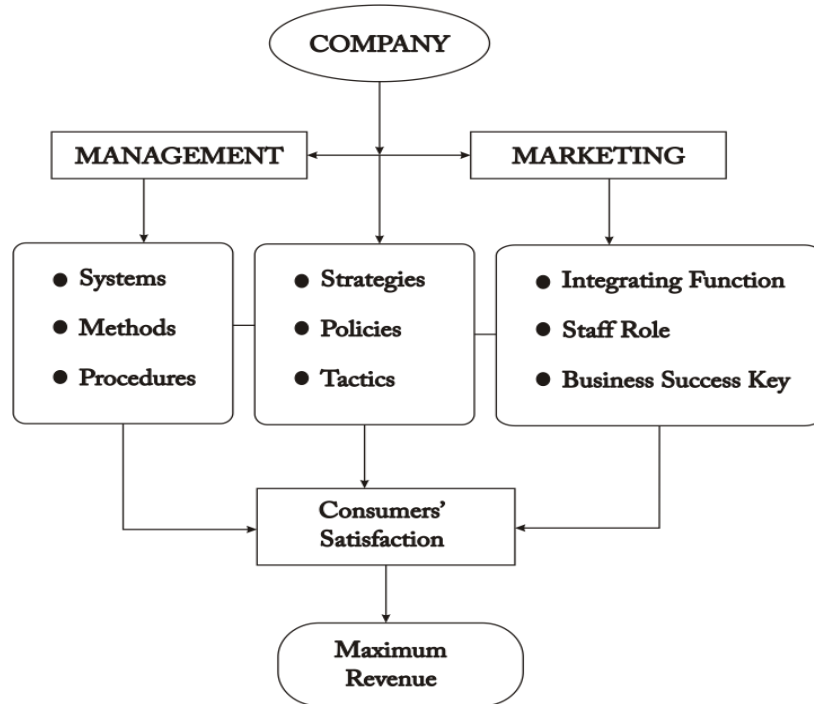 COMPANY
MANAGEMENT
MARKETING
● Systems
● Methods
● Procedures
● Strategies
● Policies
● Tactics
● Integrating Function
● Staff Role
● Business Success Key
Consumers’
Satisfaction
Maximum
Revenue